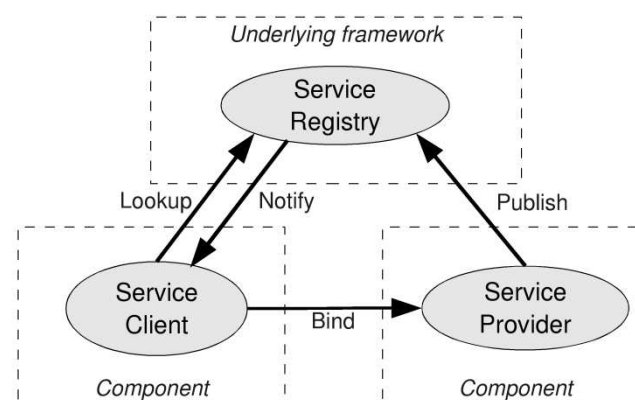 Underlying framework
Service
Registry
Lookup
Notify
Publish
Service
Client
Bind
Service
Provider
Component
Component